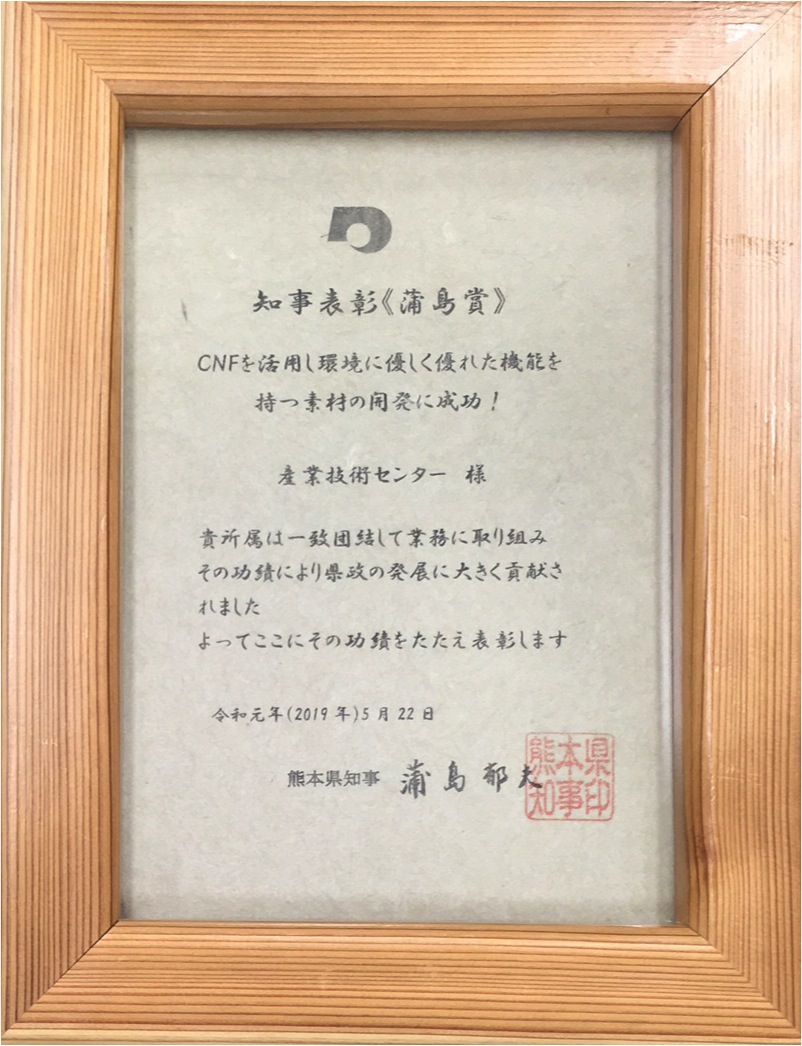 知事表彰《蒲島賞》
CNFを活用し環境に優しく優れた機能を
持つ素材の開発に成功！
産業技術センター 様
貴所属は一致団結して業務に取り組み
その功績により県政の発展に大きく貢献さ
れました
よってここにその功績をたたえ表彰します
令和元年(2019 年)5 月 22 日
熊本県知事 蒲島郁夫
熊本県
知事印